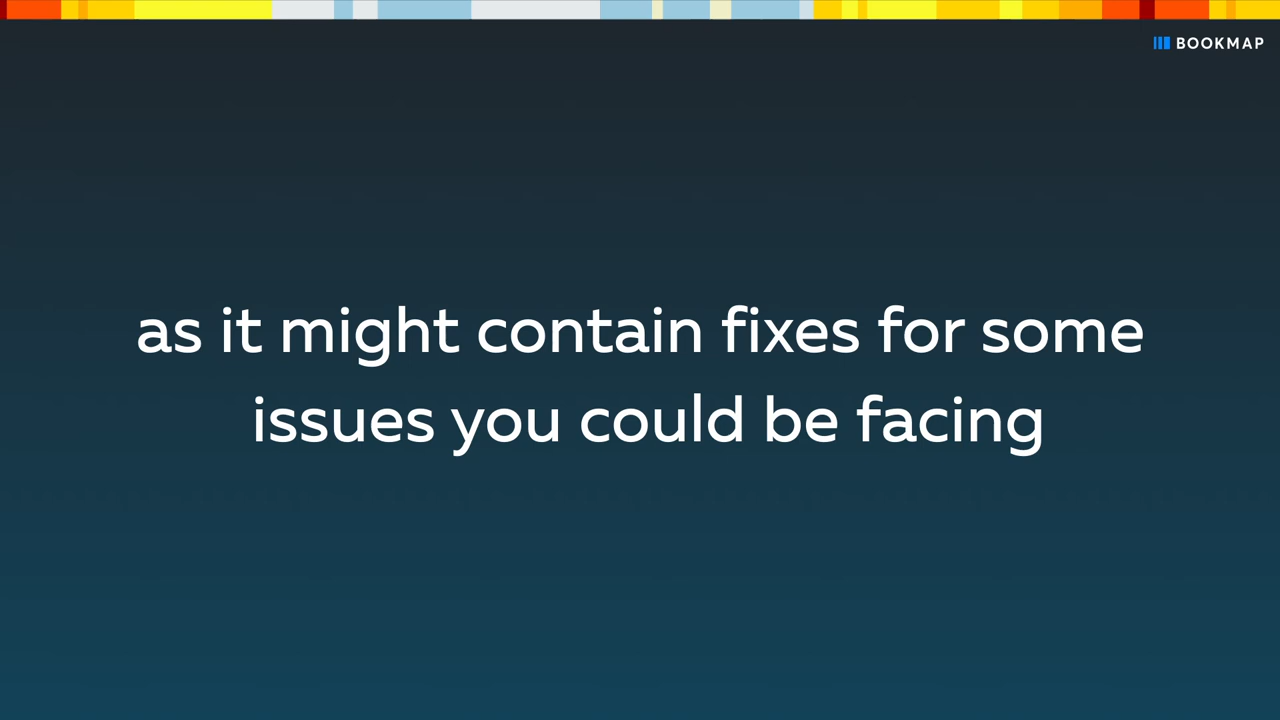 BOOKMAP
as it might contain fixes for some
issues you could be facing